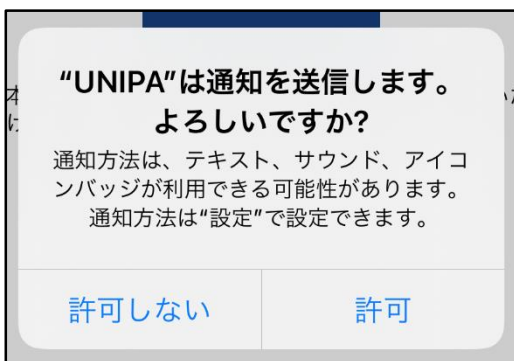 “UNIPA”は通知を送信します。
よろしいですか?
通知方法は、テキスト、サウンド、アイコ
ンバッジが利用できる可能性があります。
通知方法は“設定”で設定できます。
許可しない
許可